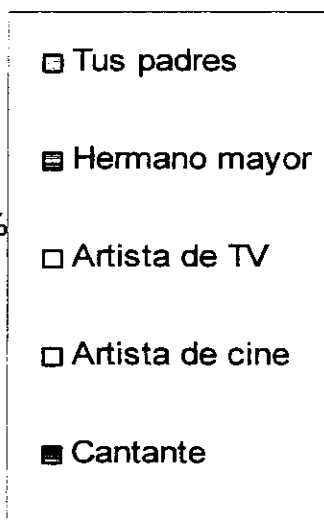 Tus padres
Hermano mayor
%
Artista de TV
Artista de cine
Cantante